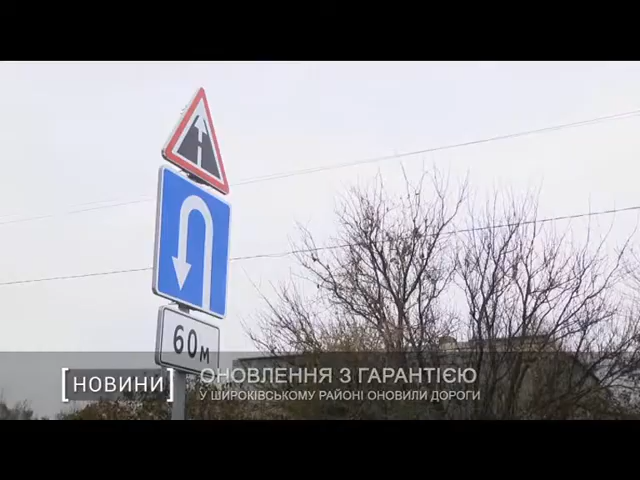 60м
[НОВИНИ]
ОНОВЛЕННЯ З ГАРАНТІЄЮ
У ШИРОКІВСЬКОМУ РАЙОНІ ОНОВИЛИ ДОРОГИ